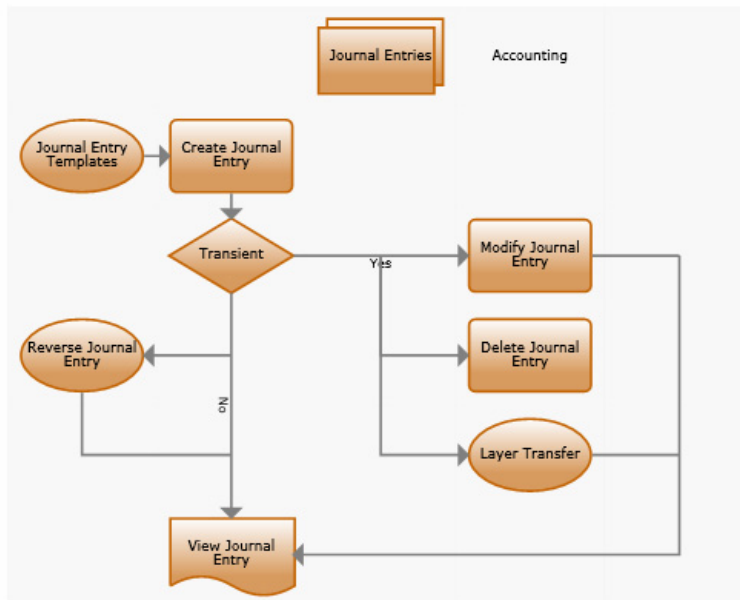 Journal Entries
Accounting
Journal Entry
Templates
Create Journal
Entry
Transient
Yes
Modify Journal
Entry
Reverse Journal
Entry
Delete Journal
Entry
No
Layer Transfer
View Journal
Entry